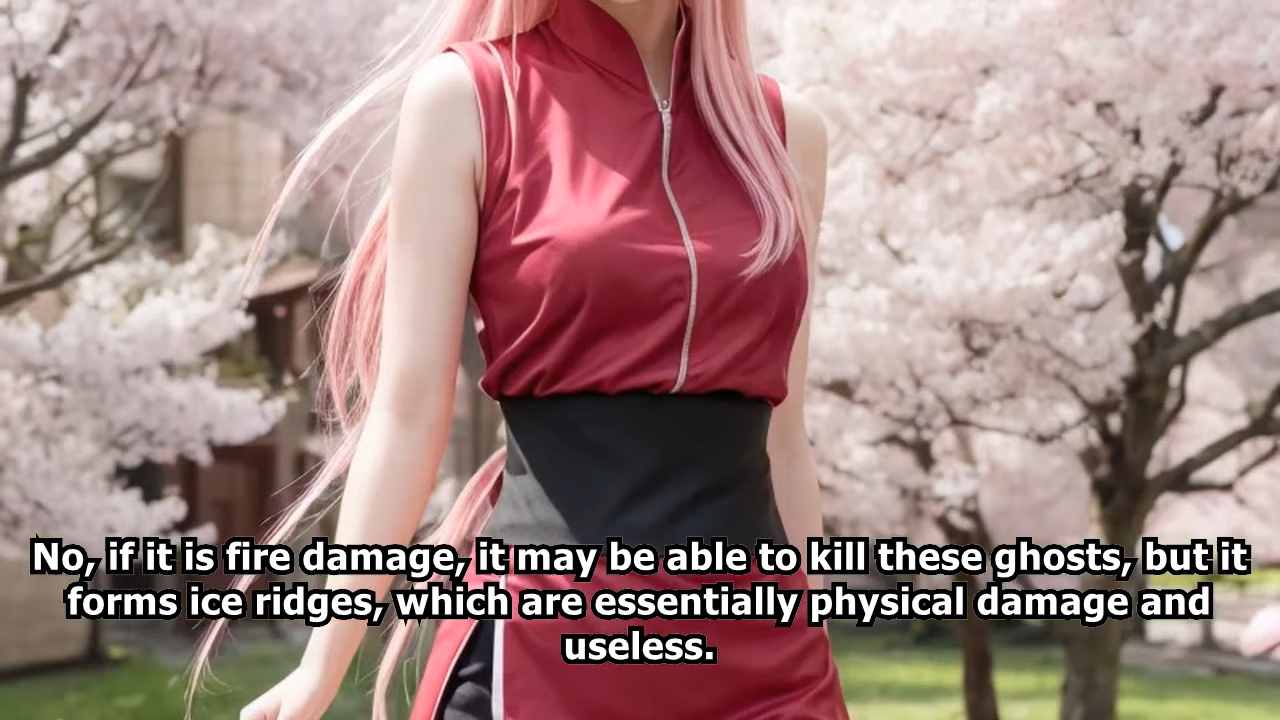 No, if it is fire damage, it may be able to kill these ghosts, but it
forms ice ridges, which are essentially physical damage and
useless.